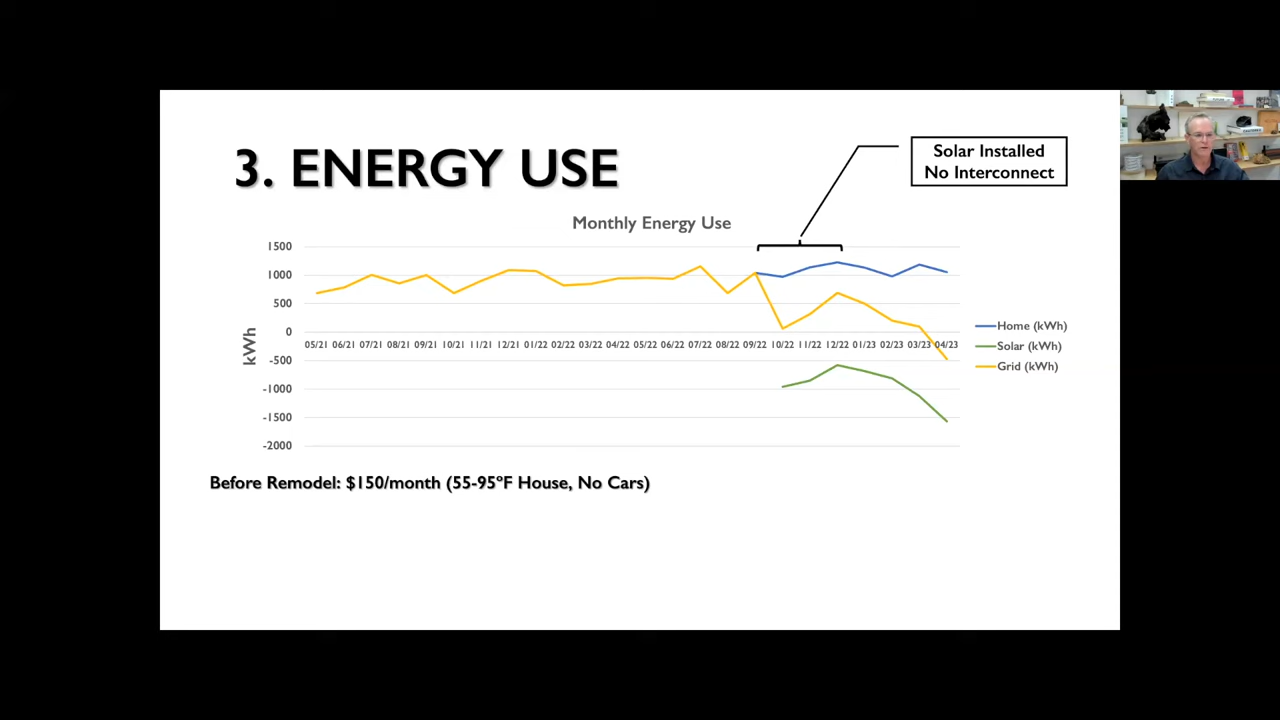 3. ENERGY USE
Solar Installed
No Interconnect
Monthly Energy Use
1500
1000
500
0
-500
-1000
-1500
-2000
kWh
05/21 06/21 07/21 08/21 09/21 10/21 11/21 12/21 01/22 02/22 03/22 04/22 05/22 06/22 07/22 08/22 09/22 10/22 11/22 12/22 01/23 02/23 03/23 04/23
Home (kWh)
Solar (kWh)
Grid (kWh)
Before Remodel: $150/month (55-95°F House, No Cars)